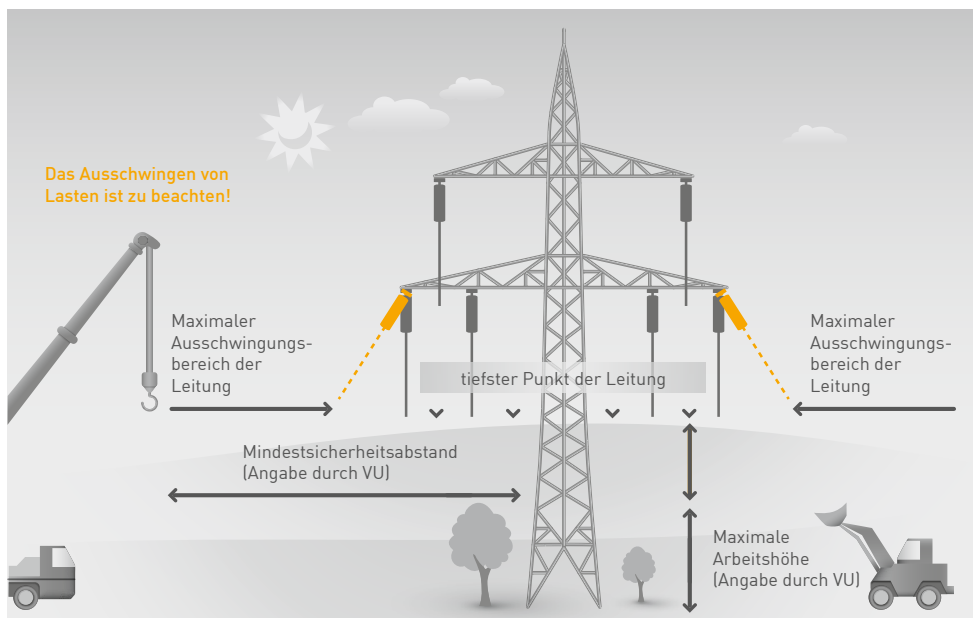 Das Ausschwingen von
Lasten ist zu beachten!
Maximaler
Ausschwingungs-
bereich der
Leitung
Maximaler
Ausschwingungs-
bereich der
Leitung
tiefster Punkt der Leitung
Mindestsicherheitsabstand
(Angabe durch VU)
Maximale
Arbeitshöhe
(Angabe durch VU)